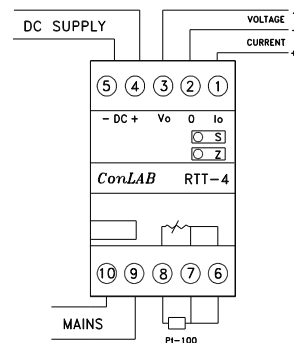 VOLTAGE +
DC SUPPLY
-
CURRENT
+
5 4 3 2 1
- DC + Vo 0 Io
S
Z
ConLAB RTT-4
10 9 8 7 6
MAINS
Pt-100